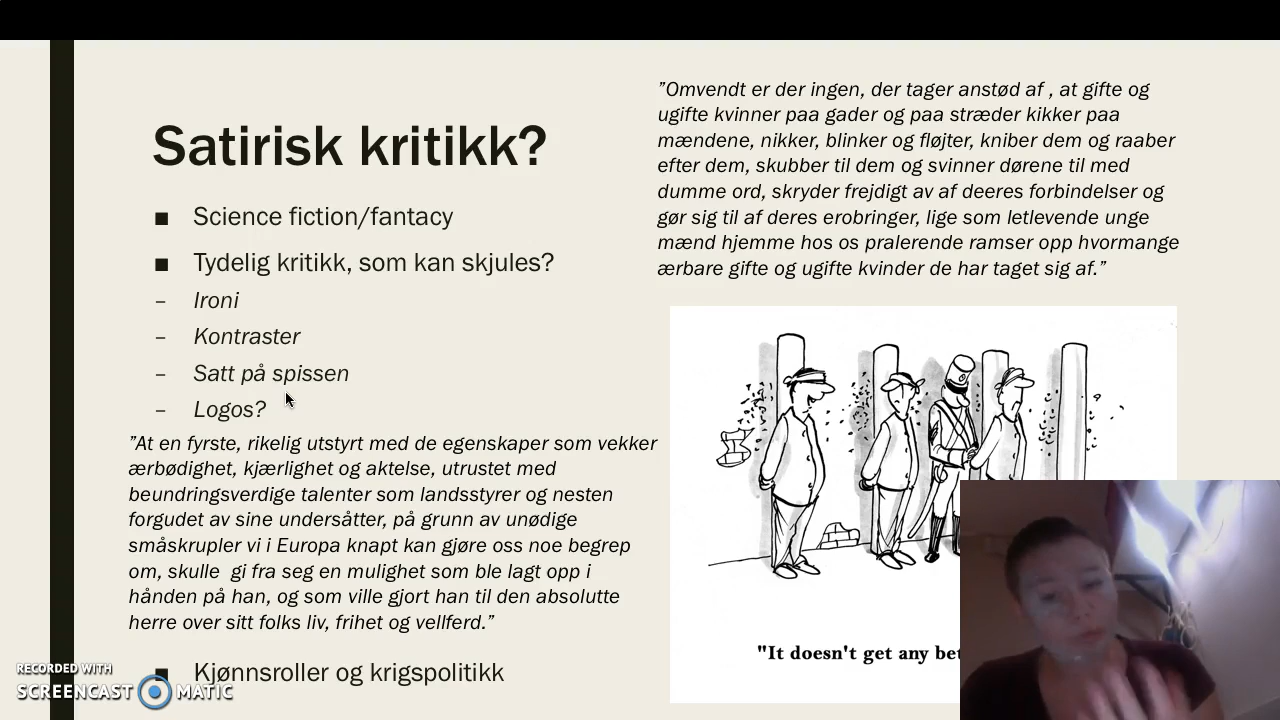 Satirisk kritikk?
■ Science fiction/fantacy
■ Tydelig kritikk, som kan skjules?
– Ironi
– Kontraster
– Satt på spissen
– Logos?
”At en fyrste, rikelig utstyrt med de egenskaper som vekker
ærbødighet, kjærlighet og aktelse, utrustet med
beundringsverdige talenter som landsstyrer og nesten
forgudet av sine undersåtter, på grunn av unødige
småskrupler vi i Europa knapt kan gjøre oss noe begrep
om, skulle gi fra seg en mulighet som ble lagt opp i
hånden på han, og som ville gjort han til den absolutte
herre over sitt folks liv, frihet og vellferd.”
■ Kjønnsroller og krigspolitikk
”Omvendt er der ingen, der tager anstød af , at gifte og
ugifte kvinner paa gader og paa stræder kikker paa
mændene, nikker, blinker og fløjter, kniber dem og raaber
efter dem, skubber til dem og svinner dørene til med
dumme ord, skryder frejdigt av af deeres forbindelser og
gør sig til af deres erobringer, lige som letlevende unge
mænd hjemme hos os pralerende ramser opp hvormange
ærbare gifte og ugifte kvinder de har taget sig af.”
"It doesn't get any bet
RECORDED WITH
SCREENCAST MATIC